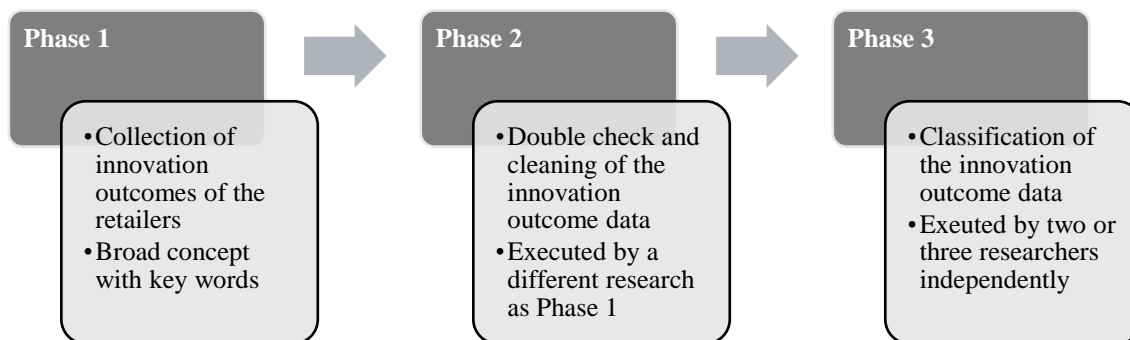 Phase 1
•Collection of
innovation
outcomes of the
retailers
•Broad concept
with key words
Phase 2
•Double check and
cleaning of the
innovation
outcome data
•Executed by a
different research
as Phase 1
Phase 3
•Classification of
the innovation
outcome data
•Exeuted by two or
three researchers
independently